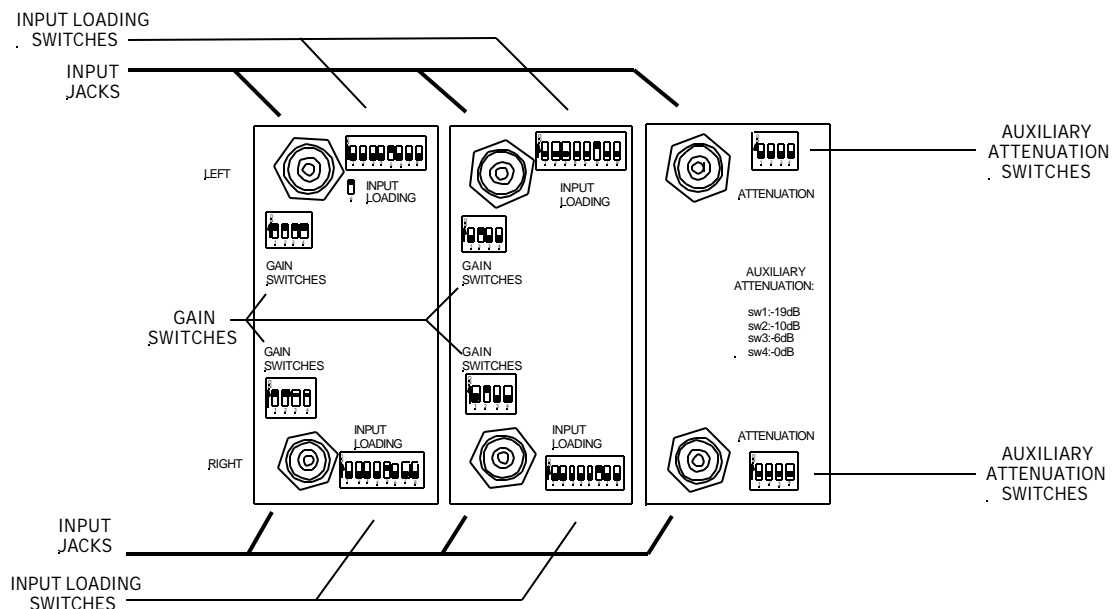 INPUT LOADING
. SWITCHES
INPUT
JACKS
LEFT
INPUT
LOADING
GAIN
SWITCHES
GAIN
SWITCHES
GAIN
SWITCHES
RIGHT
INPUT
LOADING
INPUT
LOADING
GAIN
SWITCHES
GAIN
SWITCHES
INPUT
LOADING
ATTENUATION
AUXILIARY
ATTENUATION:
sw1:-19dB
sw2:-10dB
sw3:-6dB
sw4:-0dB
ATTENUATION
AUXILIARY
ATTENUATION
. SWITCHES
AUXILIARY
ATTENUATION
. SWITCHES
INPUT
JACKS
INPUT LOADING
SWITCHES